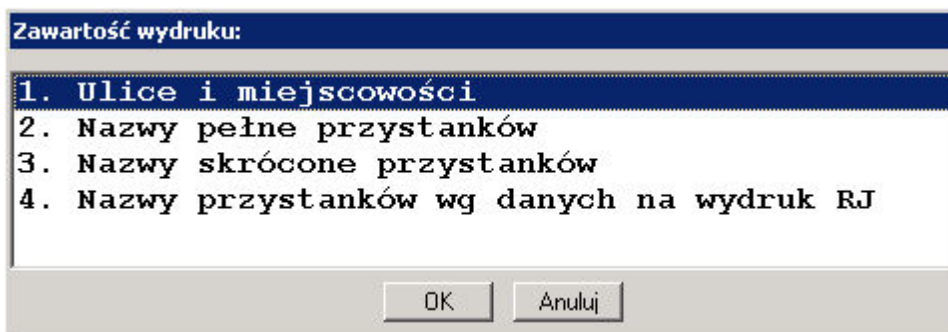 Zawartość wydruku:
1. Ulice i miejscowości
2. Nazwy pełne przystanków
3. Nazwy skrócone przystanków
4. Nazwy przystanków wg danych na wydruk RJ
OK Anuluj